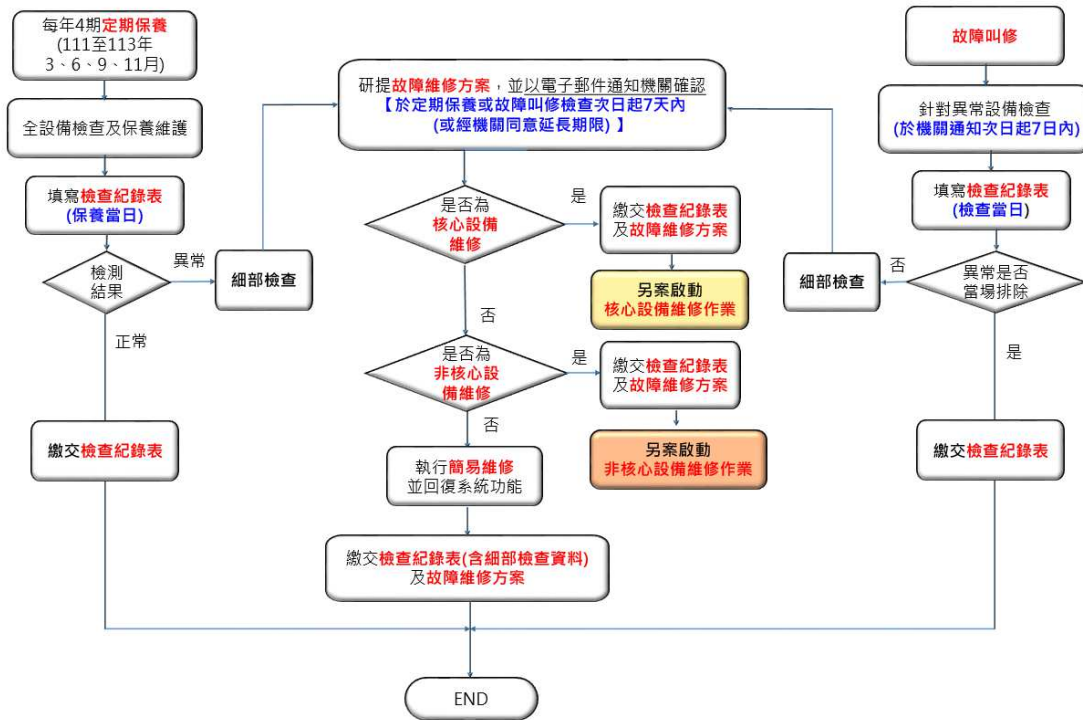 每年4期定期保養
(111至113年
3、6、9、11月)
全設備檢查及保養維護
填寫檢查紀錄表
(保養當日)
檢測
結果
異常
細部檢查
正常
繳交檢查紀錄表
研提故障維修方案，並以電子郵件通知機關確認
【於定期保養或故障叫修檢查次日起7天內
(或經機關同意延長期限)】
是否為
核心設備
維修
是
繳交檢查紀錄表
及故障維修方案
另案啟動
核心設備維修作業
否
是否為
非核心設
備維修
是
繳交檢查紀錄表
及故障維修方案
另案啟動
非核心設備維修作業
否
執行簡易維修
並回復系統功能
繳交檢查紀錄表(含細部檢查資料)
及故障維修方案
故障叫修
針對異常設備檢查
(於機關通知次日起7日內)
填寫檢查紀錄表
(檢查當日)
異常是否
當場排除
否
細部檢查
是
繳交檢查紀錄表
END